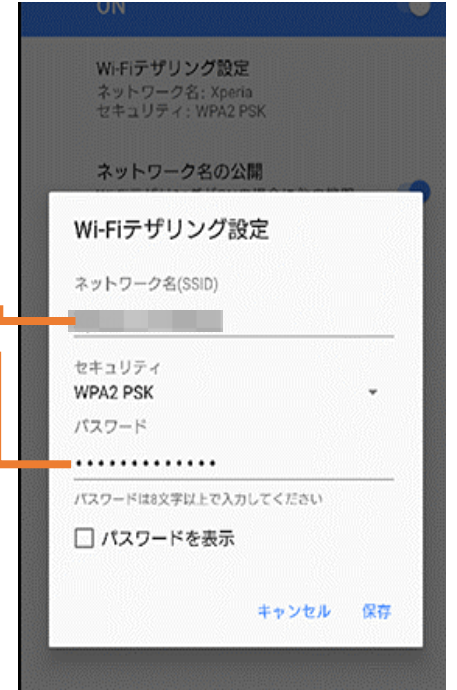 ON
Wi-Fiテザリング設定
ネットワーク名: Xperia
セキュリティ: WPA2 PSK
ネットワーク名の公開
Wi-Fiテザリング設定
ネットワーク名(SSID)
セキュリティ
WPA2 PSK
パスワード
•••••••••••••
パスワードは8文字以上で入力してください
パスワードを表示
キャンセル 保存